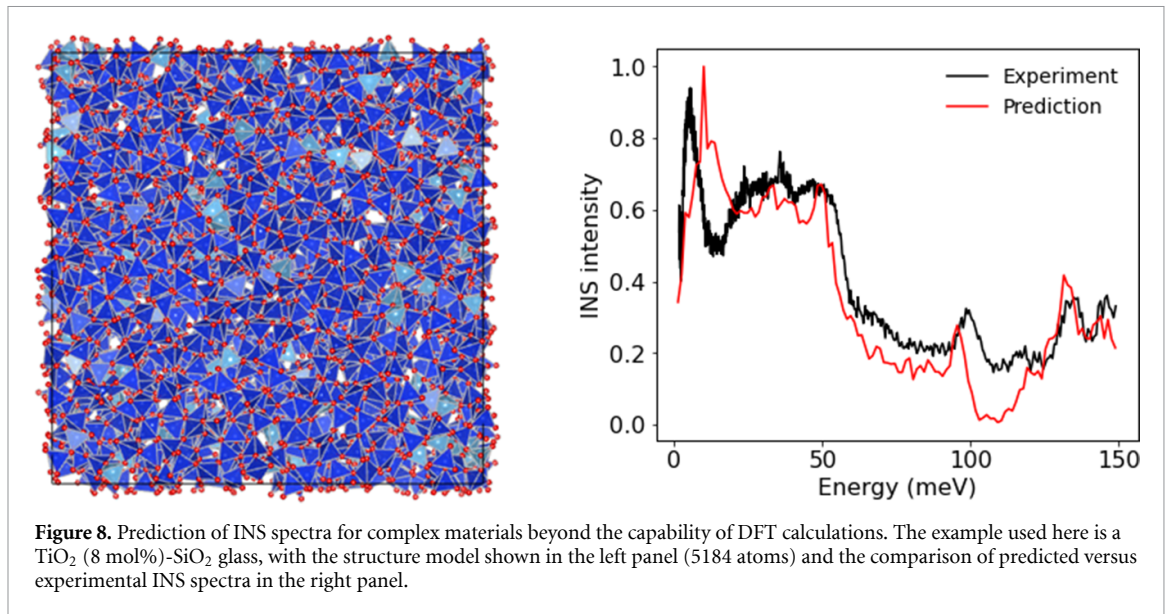 1.0
0.8
0.6
0.4
0.2
0.0
INS intensity
Experiment
Prediction
0 50 100 150
Energy (meV)
Figure 8. Prediction of INS spectra for complex materials beyond the capability of DFT calculations. The example used here is a
TiO₂ (8 mol%)-SiO₂ glass, with the structure model shown in the left panel (5184 atoms) and the comparison of predicted versus
experimental INS spectra in the right panel.